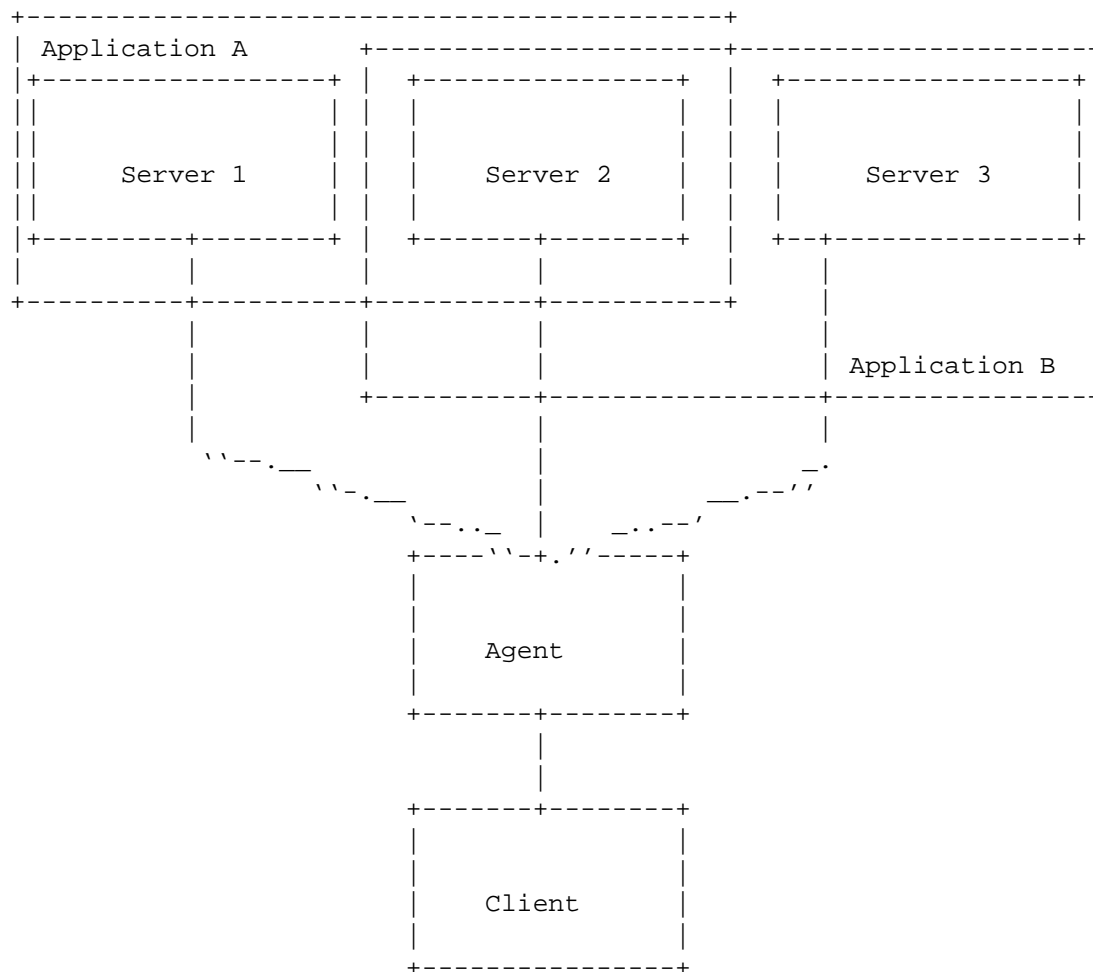 Application A
Server 1 Server 2 Server 3
Application B
Agent
Client